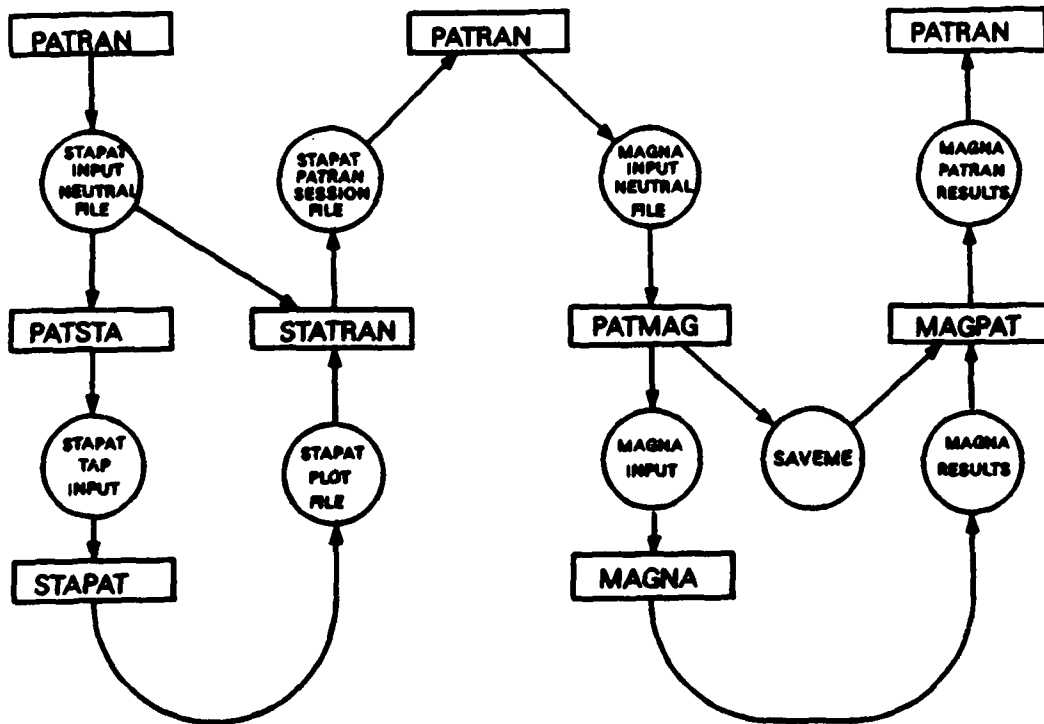 PATRAN
STAPAT
INPUT
NEUTRAL
FILE
PATSTA
STAPAT
TAP
INPUT
STAPAT
STAPAT
PLOT
FILE
STATRAN
STAPAT
PATRAN
SESSION
FILE
PATRAN
MAGNA
INPUT
NEUTRAL
FILE
PATMAG
MAGNA
INPUT
SAVEME
MAGNA
MAGNA
RESULTS
MAGPAT
MAGNA
PATRAN
RESULTS
PATRAN